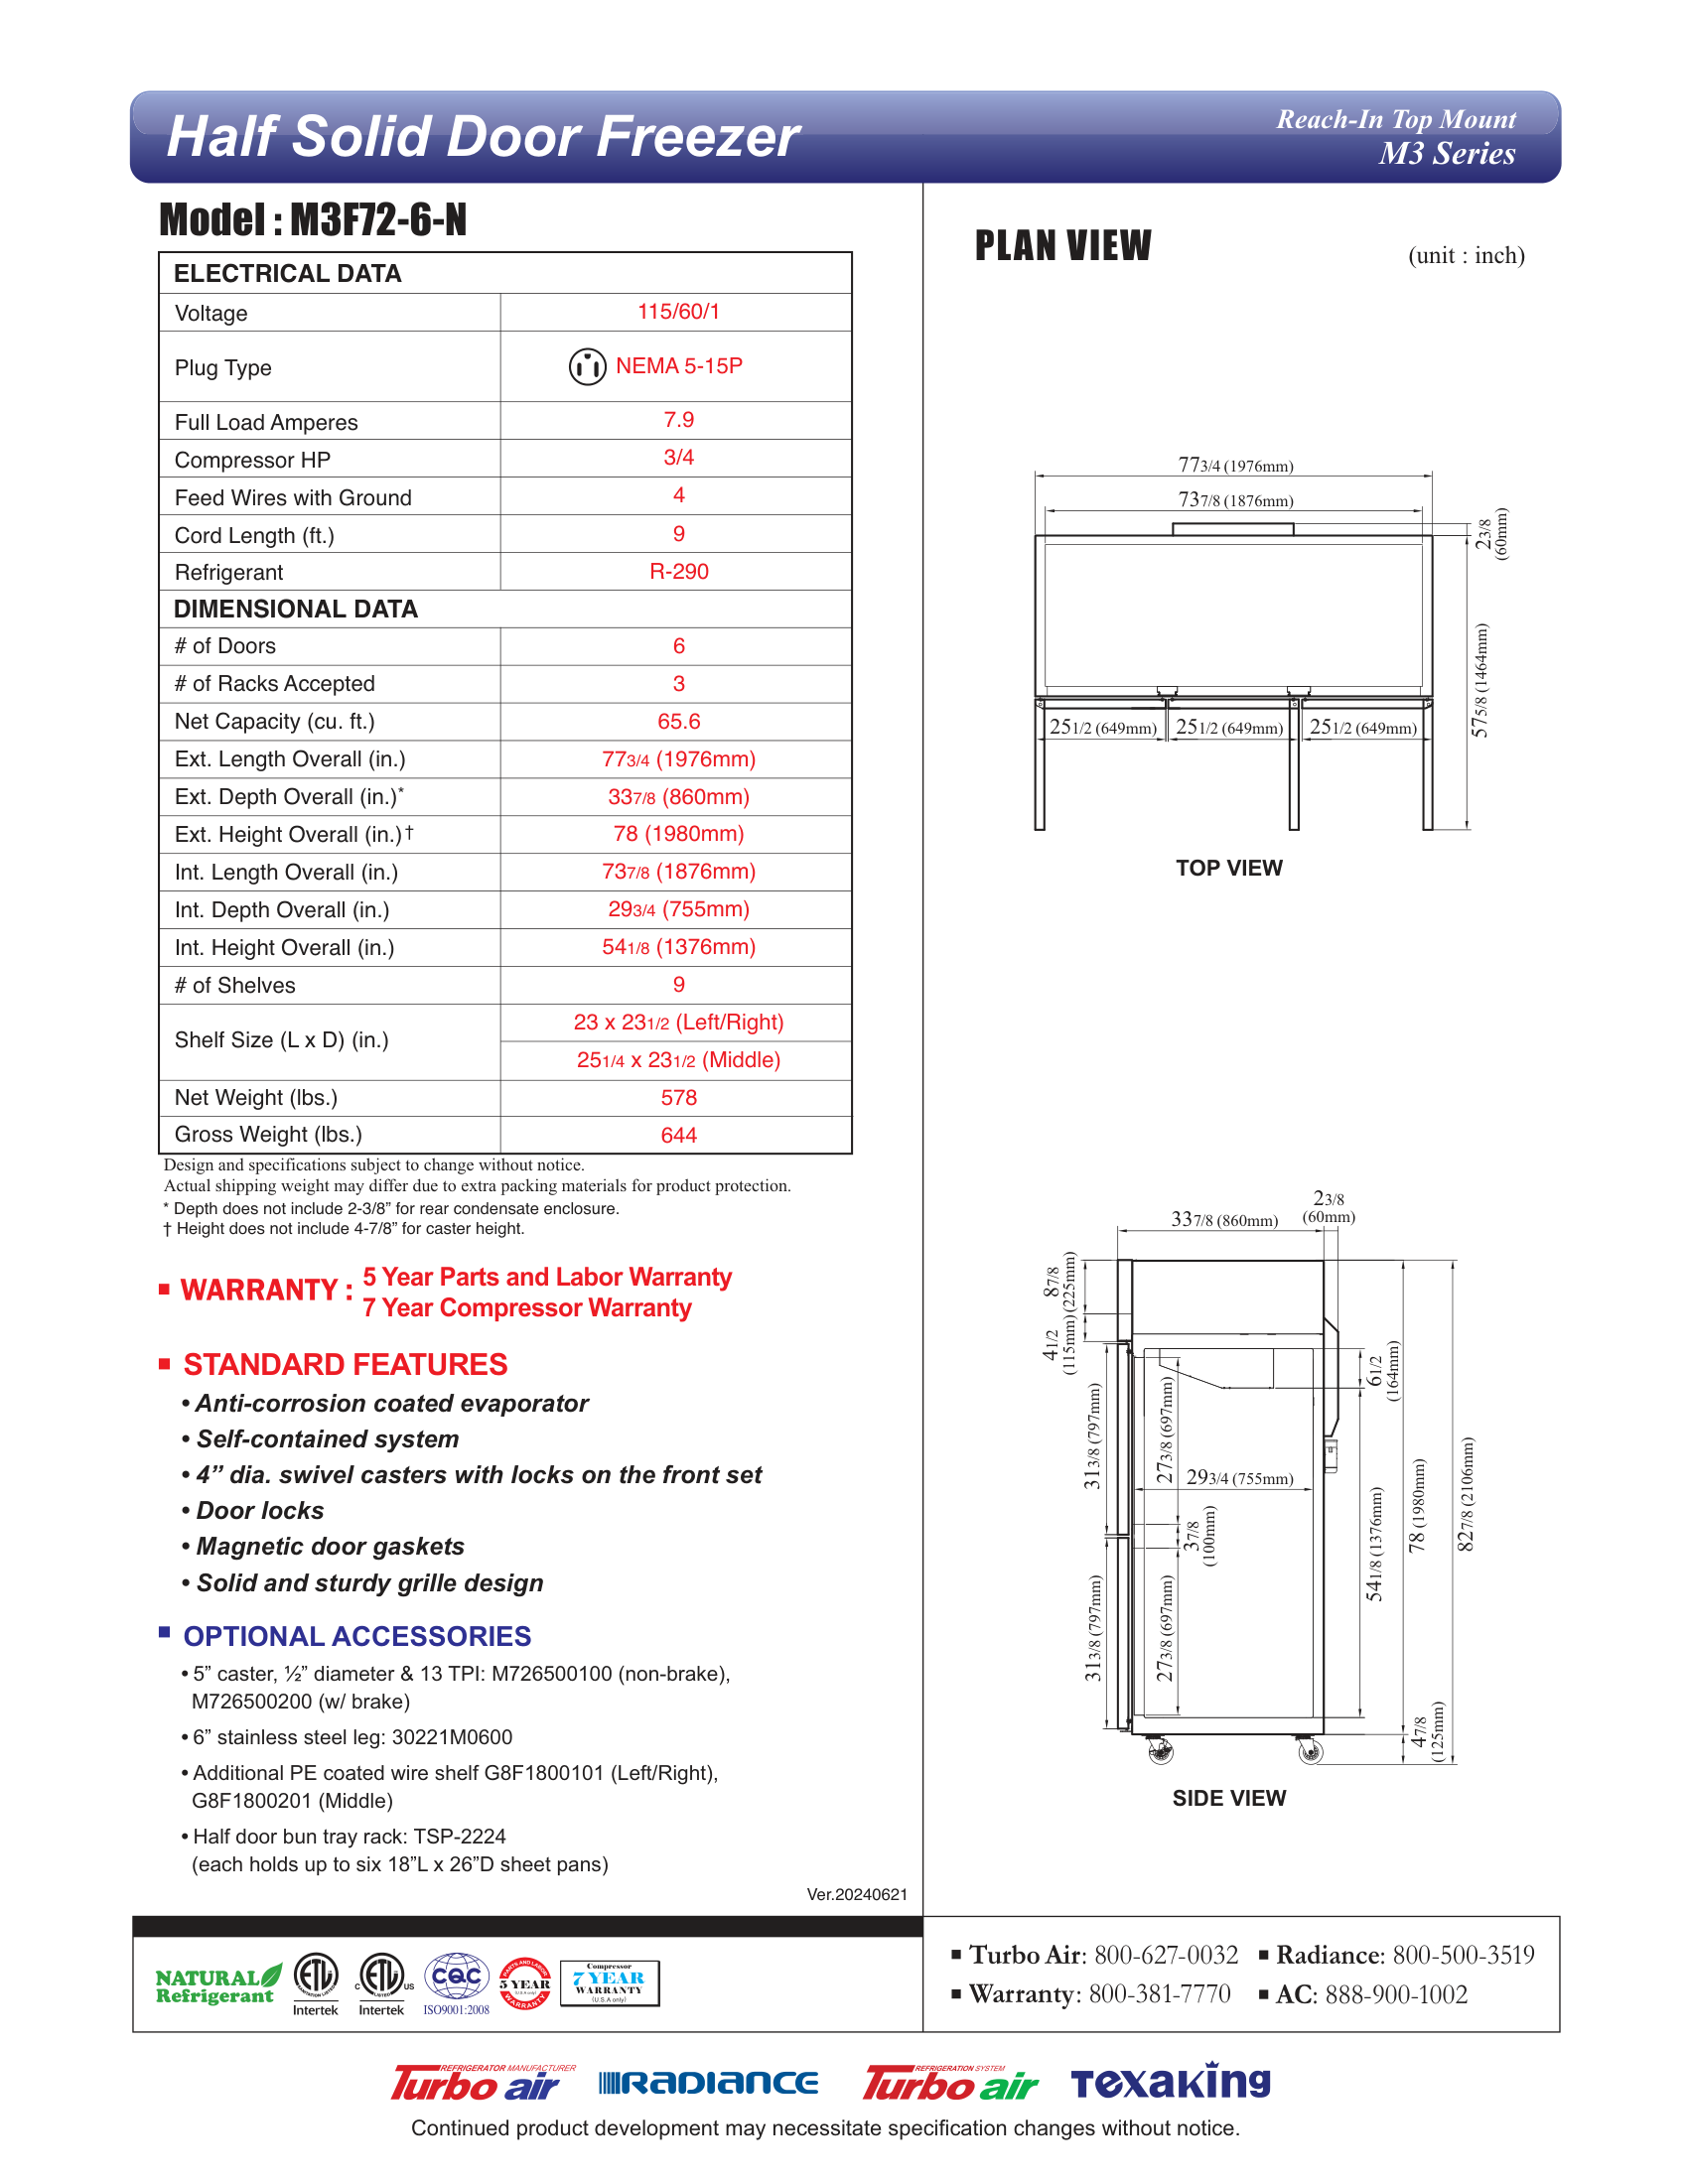 Half Solid Door Freezer
Reach-In Top Mount
M3 Series
Model : M3F72-6-N
ELECTRICAL DATA
Voltage 115/60/1
Plug Type NEMA 5-15P
Full Load Amperes 7.9
Compressor HP 3/4
Feed Wires with Ground 4
Cord Length (ft.) 9
Refrigerant R-290
DIMENSIONAL DATA
# of Doors 6
# of Racks Accepted 3
Net Capacity (cu. ft.) 65.6
Ext. Length Overall (in.) 773/4 (1976mm)
Ext. Depth Overall (in.)* 337/8 (860mm)
Ext. Height Overall (in.)† 78 (1980mm)
Int. Length Overall (in.) 737/8 (1876mm)
Int. Depth Overall (in.) 293/4 (755mm)
Int. Height Overall (in.) 541/8 (1376mm)
# of Shelves 9
Shelf Size (L x D) (in.) 23 x 231/2 (Left/Right)
251/4 x 231/2 (Middle)
Net Weight (lbs.) 578
Gross Weight (lbs.) 644
Design and specifications subject to change without notice.
Actual shipping weight may differ due to extra packing materials for product protection.
* Depth does not include 2-3/8” for rear condensate enclosure.
† Height does not include 4-7/8” for caster height.
▪ WARRANTY : 5 Year Parts and Labor Warranty
7 Year Compressor Warranty
▪ STANDARD FEATURES
• Anti-corrosion coated evaporator
• Self-contained system
• 4” dia. swivel casters with locks on the front set
• Door locks
• Magnetic door gaskets
• Solid and sturdy grille design
▪ OPTIONAL ACCESSORIES
• 5” caster, ½” diameter & 13 TPI: M726500100 (non-brake),
M726500200 (w/ brake)
• 6” stainless steel leg: 30221M0600
• Additional PE coated wire shelf G8F1800101 (Left/Right),
G8F1800201 (Middle)
• Half door bun tray rack: TSP-2224
(each holds up to six 18”L x 26”D sheet pans)
Ver.20240621
PLAN VIEW
(unit : inch)
773/4 (1976mm)
737/8 (1876mm)
23/8
(60mm)
575/8 (1464mm)
251/2 (649mm)
251/2 (649mm)
251/2 (649mm)
TOP VIEW
337/8 (860mm)
23/8
(60mm)
87/8
(225mm)
41/2
(115mm)
61/2
(164mm)
313/8 (797mm)
273/8 (697mm)
293/4 (755mm)
37/8
(100mm)
541/8 (1376mm)
78 (1980mm)
827/8 (2106mm)
313/8 (797mm)
273/8 (697mm)
47/8
(125mm)
SIDE VIEW
NATURAL
Refrigerant
ETL
Intertek
C ETL US
LISTED
Intertek
CQC
ISO9001:2008
PARTS AND LABOR
5 YEAR
(U.S.A only)
WARRANTY
Compressor
7 YEAR
WARRANTY
(U.S.A only)
▪ Turbo Air: 800-627-0032 ▪ Radiance: 800-500-3519
▪ Warranty: 800-381-7770 ▪ AC: 888-900-1002
REFRIGERATOR MANUFACTURER
Turbo air
RADIANCE
REFRIGERATION SYSTEM
Turbo air
Texaking
Continued product development may necessitate specification changes without notice.